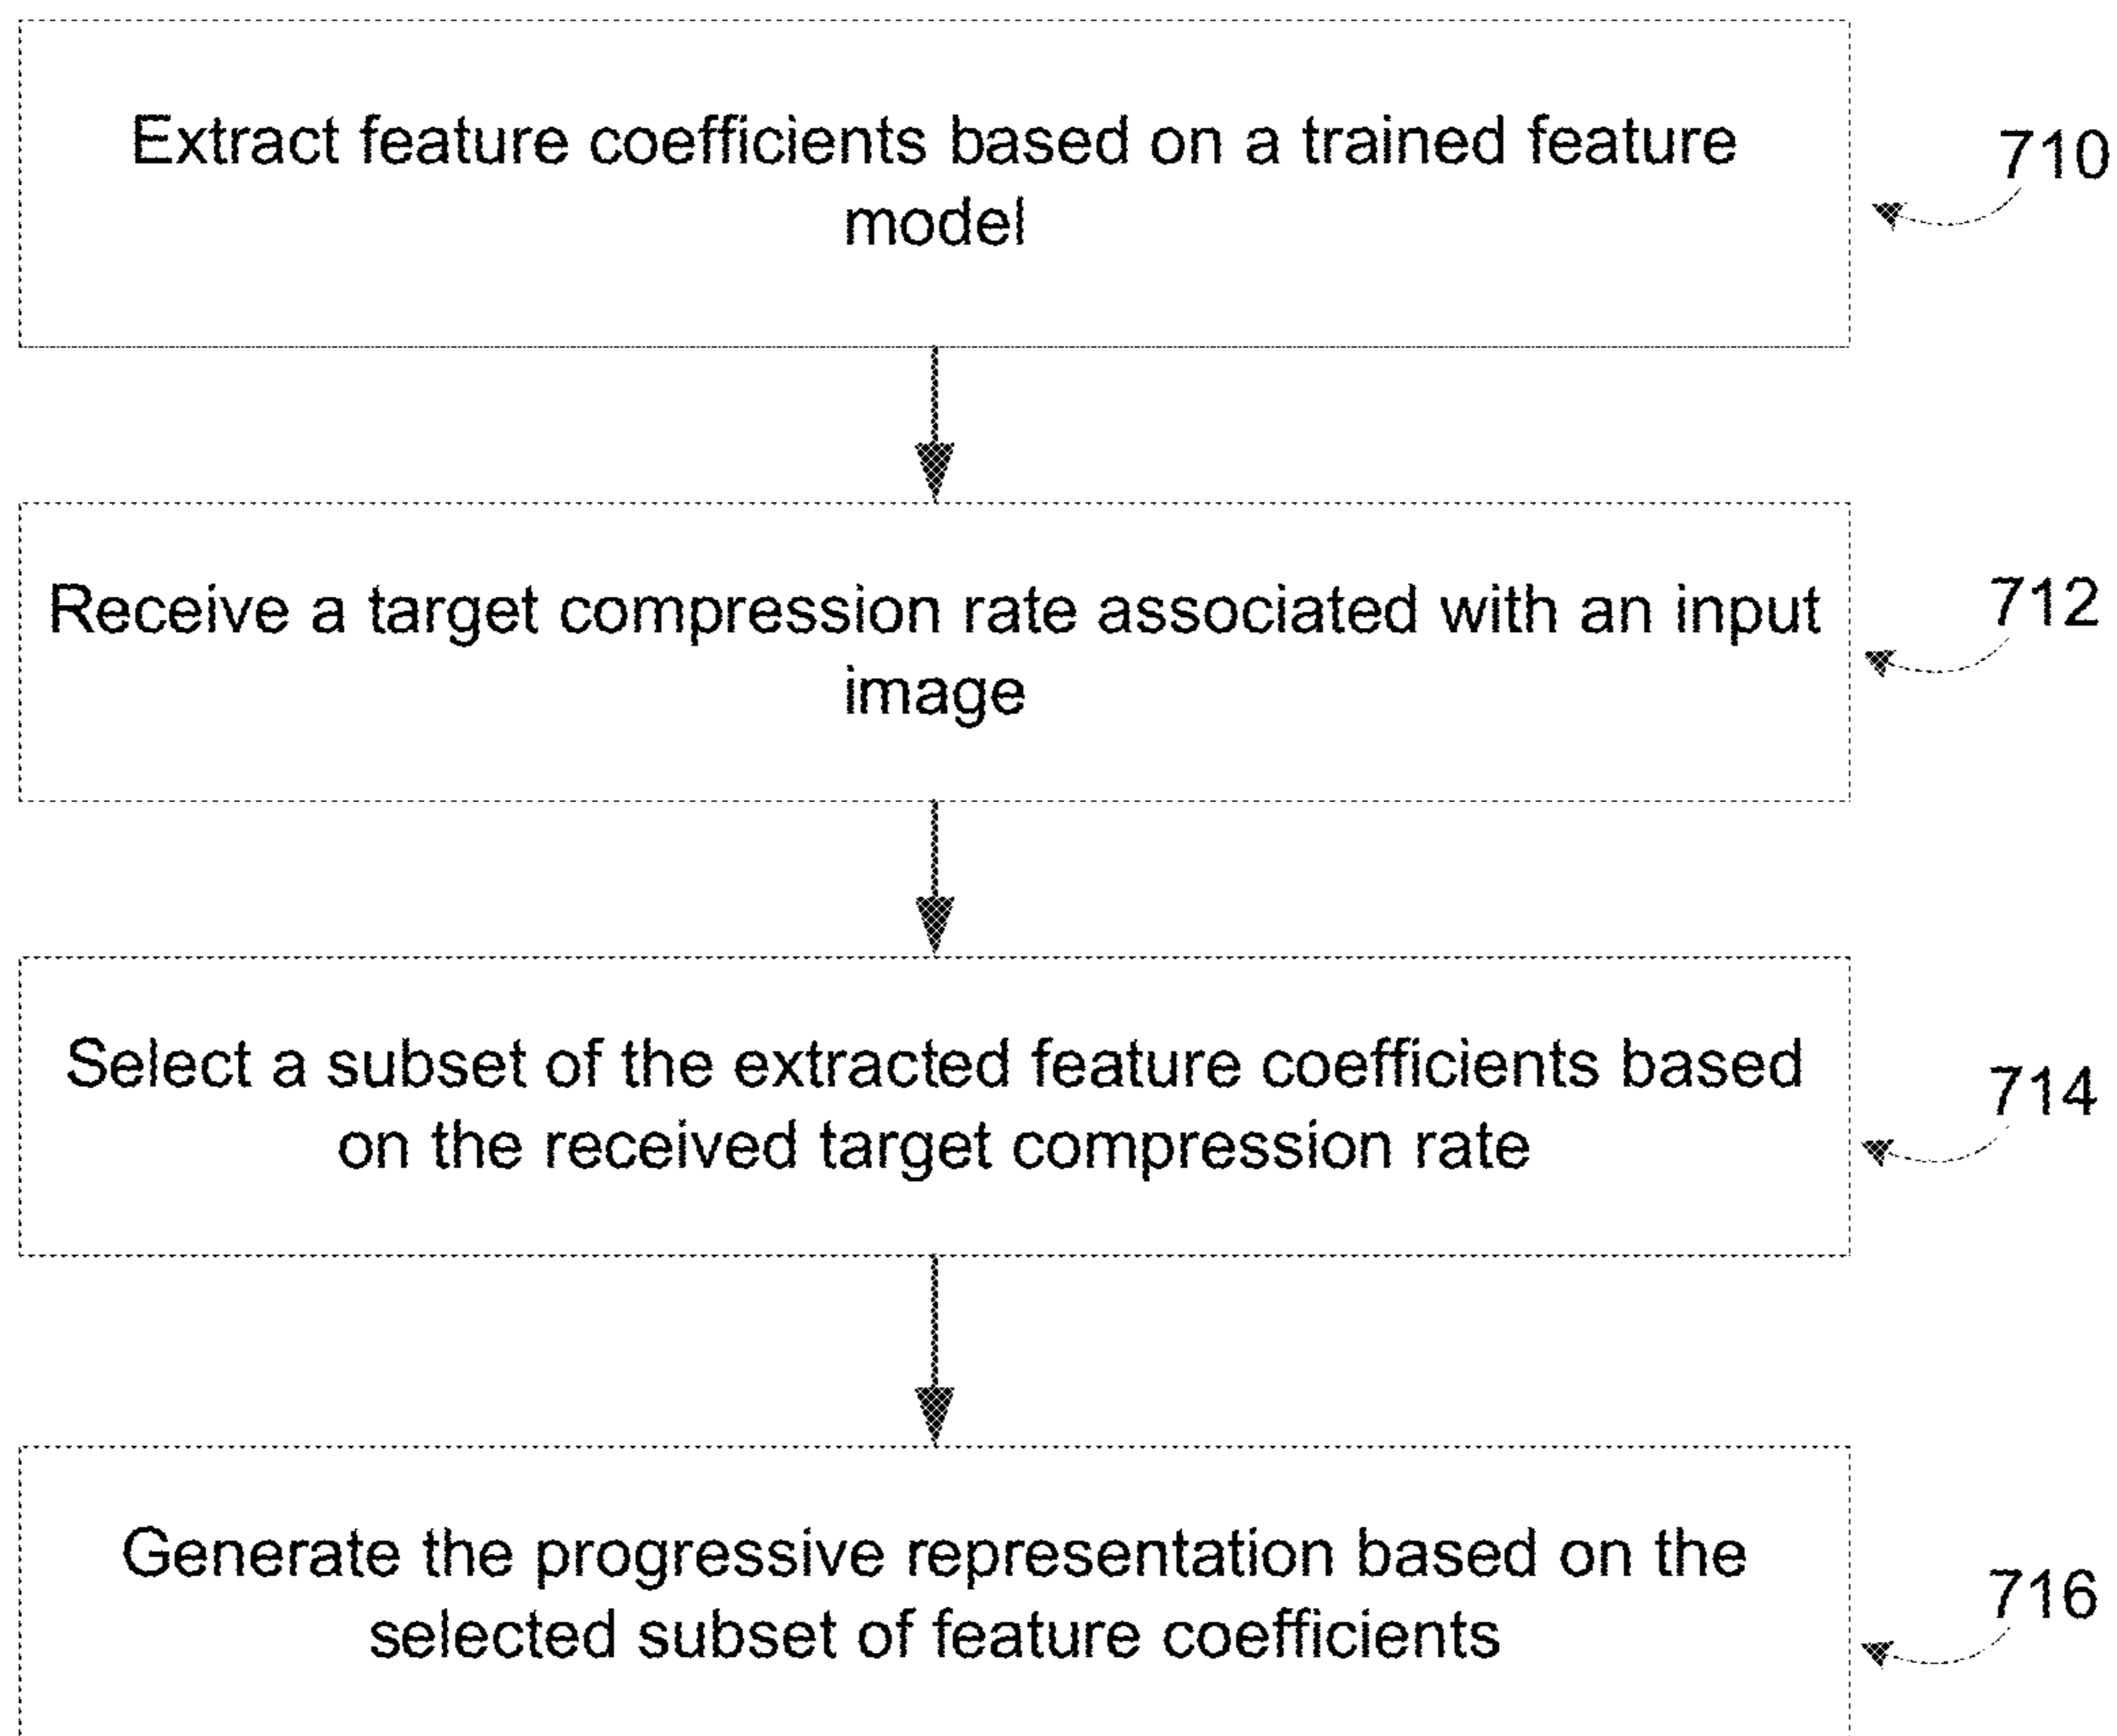 Extract feature coefficients based on a trained feature
model
710
Receive a target compression rate associated with an input
image
712
Select a subset of the extracted feature coefficients based
on the received target compression rate
714
Generate the progressive representation based on the
selected subset of feature coefficients
716